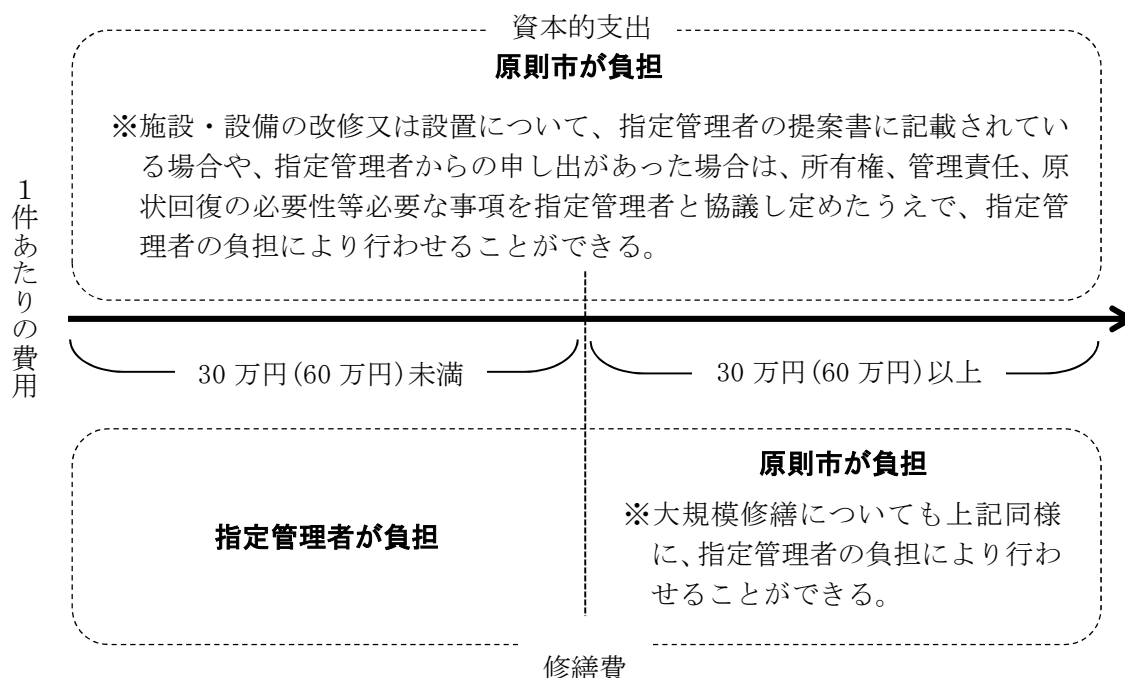 資本的支出
原則市が負担
※施設・設備の改修又は設置について、指定管理者の提案書に記載されてい
る場合や、指定管理者からの申し出があった場合は、所有権、管理責任、原
状回復の必要性等必要な事項を指定管理者と協議し定めたうえで、指定管
理者の負担により行わせることができる。
1件あたりの費用
30 万円(60 万円)未満
30 万円(60 万円)以上
指定管理者が負担
原則市が負担
※大規模修繕についても上記同様
に、指定管理者の負担により行わ
せることができる。
修繕費